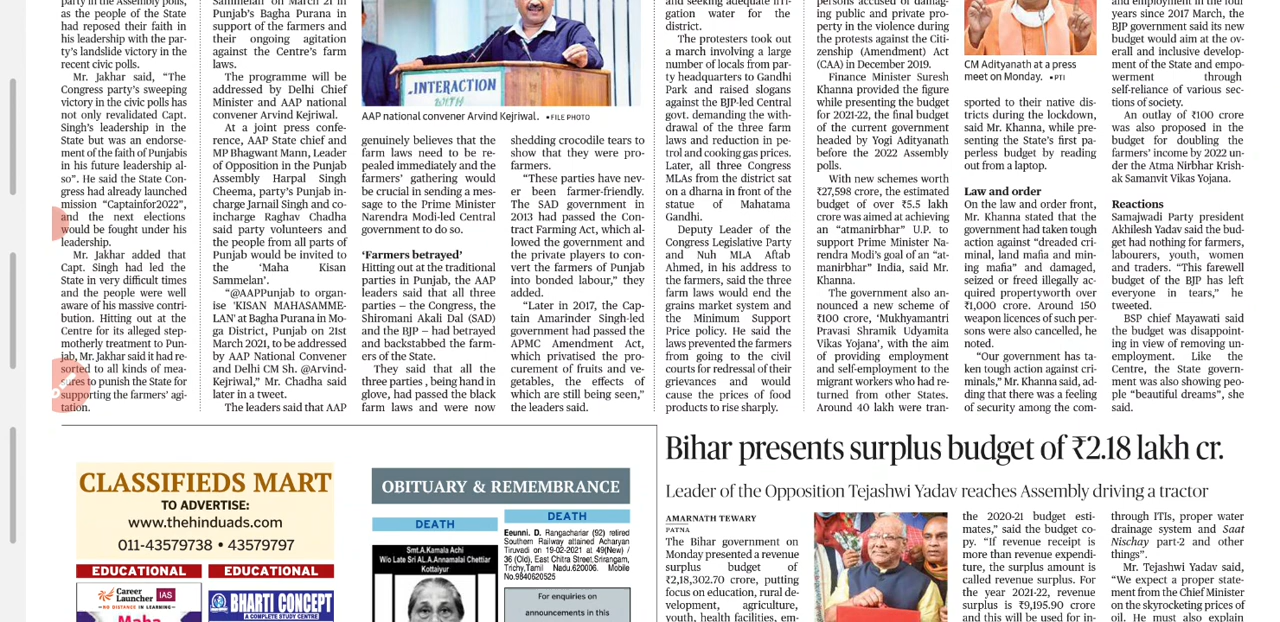 party in the Assembly polls,
as the people of the State
had reposed their faith in
his leadership with the par-
ty's landslide victory in the
recent civic polls.
Mr. Jakhar said, “The
Congress party's sweeping
victory in the civic polls has
not only revalidated Capt.
Singh's leadership in the
State but was an endorse-
ment of the faith of Punjabis
in his future leadership al-
so”. He said the State Con-
gress had already launched
mission “Captainfor2022”,
and the next elections
would be fought under his
leadership.
Mr. Jakhar added that
Capt. Singh had led the
State in very difficult times
and the people were well
aware of his massive contri-
bution. Hitting out at the
Centre for its alleged step-
motherly treatment to Pun-
jab, Mr. Jakhar said it had re-
sorted to all kinds of mea-
sures to punish the State for
supporting the farmers' agi-
tation.
Sammelan' on March 21 in
Punjab's Bagha Purana in
support of the farmers and
their ongoing agitation
against the Centre's farm
laws.
The programme will be
addressed by Delhi Chief
Minister and AAP national
convener Arvind Kejriwal.
At a joint press confe-
rence, AAP State chief and
MP Bhagwant Mann, Leader
of Opposition in the Punjab
Assembly Harpal Singh
Cheema, party's Punjab in-
charge Jarnail Singh and co-
incharge Raghav Chadha
said party volunteers and
the people from all parts of
Punjab would be invited to
the 'Maha Kisan
Sammelan'.
“@AAPPunjab to organ-
ise 'KISAN MAHASAMME-
LAN' at Bagha Purana in Mo-
ga District, Punjab on 21st
March 2021, to be addressed
by AAP National Convener
and Delhi CM Sh. @Arvind-
Kejriwal,” Mr. Chadha said
later in a tweet.
The leaders said that AAP
INTERACTION
WITH
AAP national convener Arvind Kejriwal. •FILE PHOTO
genuinely believes that the
farm laws need to be re-
pealed immediately and the
farmers' gathering would
be crucial in sending a mes-
sage to the Prime Minister
Narendra Modi-led Central
government to do so.
'Farmers betrayed'
Hitting out at the traditional
parties in Punjab, the AAP
leaders said that all three
parties – the Congress, the
Shiromani Akali Dal (SAD)
and the BJP – had betrayed
and backstabbed the farm-
ers of the State.
They said that all the
three parties , being hand in
glove, had passed the black
farm laws and were now
shedding crocodile tears to
show that they were pro-
farmers.
“These parties have nev-
er been farmer-friendly.
The SAD government in
2013 had passed the Con-
tract Farming Act, which al-
lowed the government and
the private players to con-
vert the farmers of Punjab
into bonded labour,” they
added.
“Later in 2017, the Cap-
tain Amarinder Singh-led
government had passed the
APMC Amendment Act,
which privatised the pro-
curement of fruits and ve-
getables, the effects of
which are still being seen,”
the leaders said.
and seeking adequate irri-
gation water for the
district.
The protesters took out
a march involving a large
number of locals from par-
ty headquarters to Gandhi
Park and raised slogans
against the BJP-led Central
govt. demanding the with-
drawal of the three farm
laws and reduction in pe-
trol and cooking gas prices.
Later, all three Congress
MLAs from the district sat
on a dharna in front of the
statue of Mahatama
Gandhi.
Deputy Leader of the
Congress Legislative Party
and Nuh MLA Aftab
Ahmed, in his address to
the farmers, said the three
farm laws would end the
grains market system and
the Minimum Support
Price policy. He said the
laws prevented the farmers
from going to the civil
courts for redressal of their
grievances and would
cause the prices of food
products to rise sharply.
persons accused of damag-
ing public and private pro-
perty in the violence during
the protests against the Citi-
zenship (Amendment) Act
(CAA) in December 2019.
Finance Minister Suresh
Khanna provided the figure
while presenting the budget
for 2021-22, the final budget
of the current government
headed by Yogi Adityanath
before the 2022 Assembly
polls.
With new schemes worth
₹27,598 crore, the estimated
budget of over ₹5.5 lakh
crore was aimed at achieving
an “atmanirbhar” U.P. to
support Prime Minister Na-
rendra Modi's goal of an “at-
manirbhar” India, said Mr.
Khanna.
The government also an-
nounced a new scheme of
₹100 crore, 'Mukhyamantri
Pravasi Shramik Udyamita
Vikas Yojana', with the aim
of providing employment
and self-employment to the
migrant workers who had re-
turned from other States.
Around 40 lakh were tran-
CM Adityanath at a press
meet on Monday. •PTI
sported to their native dis-
tricts during the lockdown,
said Mr. Khanna, while pre-
senting the State's first pa-
perless budget by reading
out from a laptop.
Law and order
On the law and order front,
Mr. Khanna stated that the
government had taken tough
action against “dreaded cri-
minal, land mafia and min-
ing mafia” and damaged,
seized or freed illegally ac-
quired propertyworth over
₹1,000 crore. Around 150
weapon licences of such per-
sons were also cancelled, he
noted.
“Our government has ta-
ken tough action against cri-
minals,” Mr. Khanna said, ad-
ding that there was a feeling
of security among the com-
and employment in the four
years since 2017 March, the
BJP government said its new
budget would aim at the ov-
erall and inclusive develop-
ment of the State and empo-
werment through
self-reliance of various sec-
tions of society.
An outlay of ₹100 crore
was also proposed in the
budget for doubling the
farmers' income by 2022 un-
der the Atma Nirbhar Krish-
ak Samanvit Vikas Yojana.
Reactions
Samajwadi Party president
Akhilesh Yadav said the bud-
get had nothing for farmers,
labourers, youth, women
and traders. “This farewell
budget of the BJP has left
everyone in tears,” he
tweeted.
BSP chief Mayawati said
the budget was disappoint-
ing in view of removing un-
employment. Like the
Centre, the State govern-
ment was also showing peo-
ple “beautiful dreams”, she
said.
CLASSIFIEDS MART
TO ADVERTISE:
www.thehinduads.com
011-43579738 • 43579797
EDUCATIONAL
EDUCATIONAL
Career
Launcher IAS
NO DISTANCE IN LEARNING
Maha
BHARTI CONCEPT
A COMPLETE STUDY CENTRE
OBITUARY & REMEMBRANCE
DEATH
Smt.A.Kamala Achi
W/o Late Sri AL.A.Annamalai Chettiar
Kottaiyur
DEATH
Eeunni. D. Rangachariar (92) retired
Southern Railway attained Acharyan
Tiruvadi on 19-02-2021 at 49(New) /
36 (Old), East Chitra Street, Srirangam,
Trichy,Tamil Nadu.620006. Mobile
No.9840620525
For enquiries on
announcements in this
Bihar presents surplus budget of ₹2.18 lakh cr.
Leader of the Opposition Tejashwi Yadav reaches Assembly driving a tractor
AMARNATH TEWARY
PATNA
The Bihar government on
Monday presented a revenue
surplus budget of
₹2,18,302.70 crore, putting
focus on education, rural de-
velopment, agriculture,
youth, health facilities, em-
the 2020-21 budget esti-
mates,” said the budget co-
py. “If revenue receipt is
more than revenue expendi-
ture, the surplus amount is
called revenue surplus. For
the year 2021-22, revenue
surplus is ₹9,195.90 crore
and this will be used for in-
through ITIs, proper water
drainage system and Saat
Nischay part-2 and other
things”.
Mr. Tejashwi Yadav said,
“We expect a proper state-
ment from the Chief Minister
on the skyrocketing prices of
oil. He must also explain